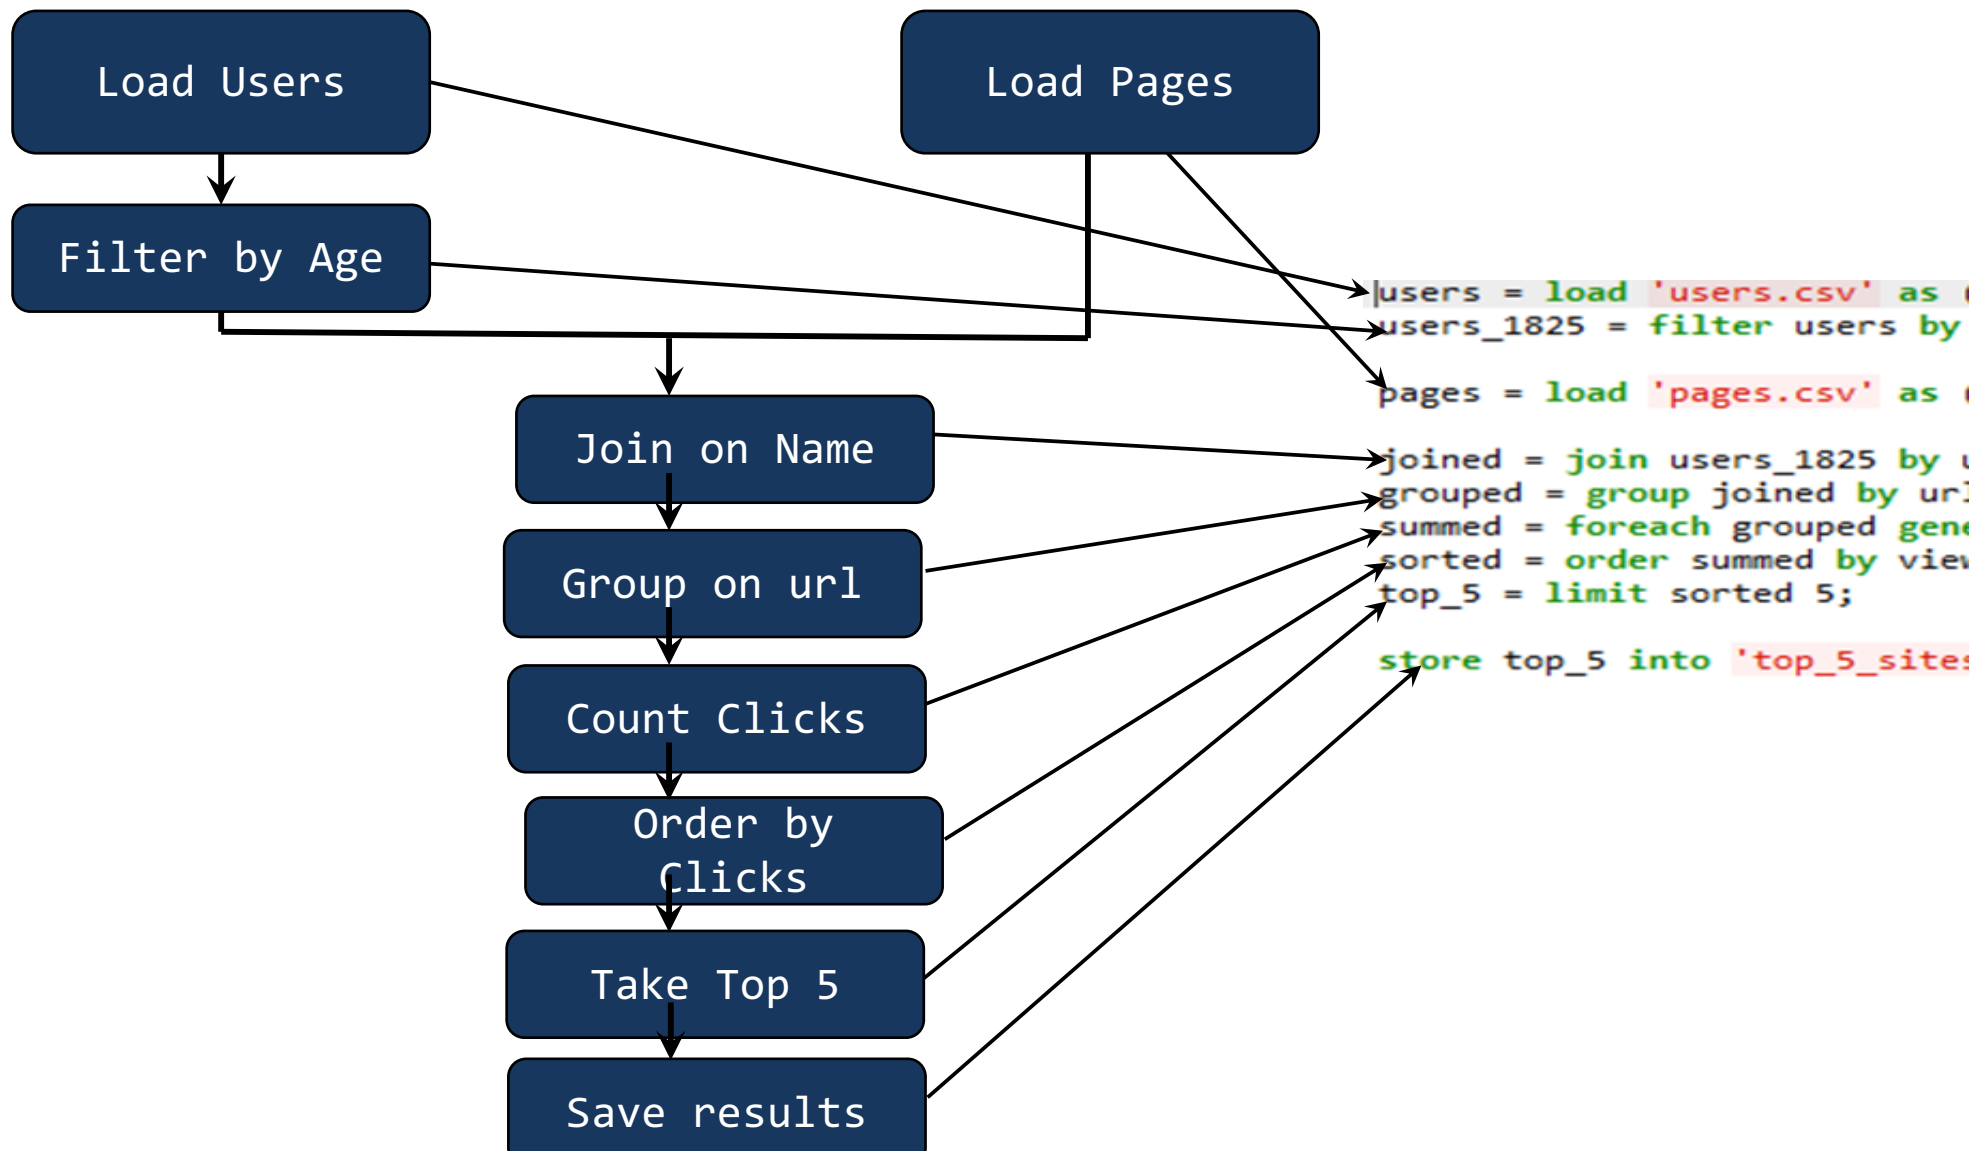 Load Users
Load Pages
Filter by Age
Join on Name
Group on url
Count Clicks
Order by
Clicks
Take Top 5
Save results
users = load 'users.csv' as
users_1825 = filter users by
pages = load 'pages.csv' as
joined = join users_1825 by
grouped = group joined by url
summed = foreach grouped gene
sorted = order summed by view
top_5 = limit sorted 5;
store top_5 into 'top_5_sites